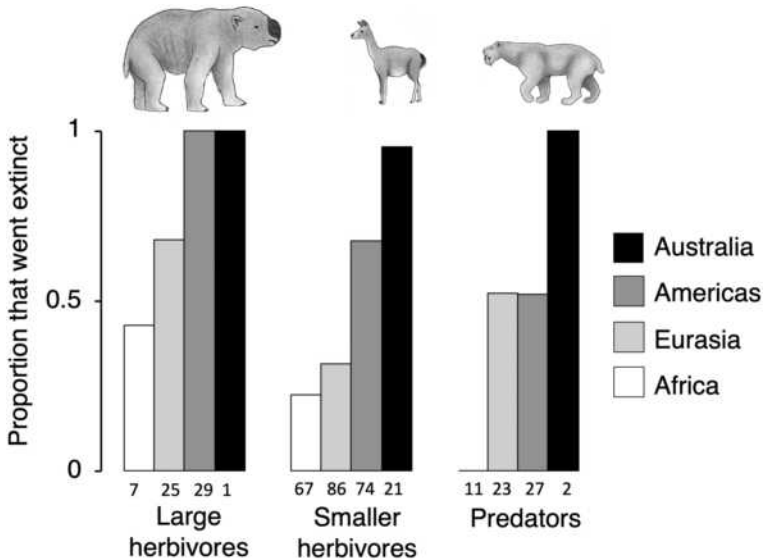 Proportion that went extinct
1
0.5
0
7 25 29 1
67 86 74 21
11 23 27 2
Large
herbivores
Smaller
herbivores
Predators
Australia
Americas
Eurasia
Africa